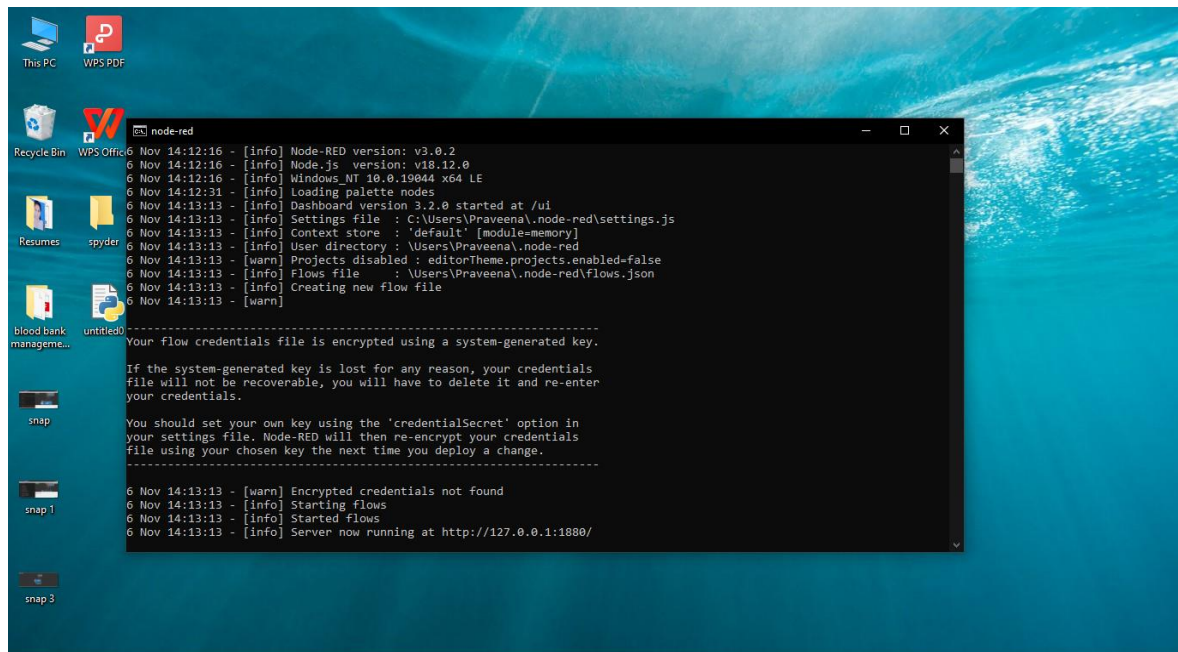 This PC
WPS PDF
Recycle Bin
WPS Offic
Resumes
spyder
blood bank
manageme...
untitled0
snap
snap 1
snap 3
node-red
6 Nov 14:12:16 - [info] Node-RED version: v3.0.2
6 Nov 14:12:16 - [info] Node.js  version: v18.12.0
6 Nov 14:12:16 - [info] Windows_NT 10.0.19044 x64 LE
6 Nov 14:12:31 - [info] Loading palette nodes
6 Nov 14:13:13 - [info] Dashboard version 3.2.0 started at /ui
6 Nov 14:13:13 - [info] Settings file  : C:\Users\Praveena\.node-red\settings.js
6 Nov 14:13:13 - [info] Context store  : 'default' [module=memory]
6 Nov 14:13:13 - [info] User directory : \Users\Praveena\.node-red
6 Nov 14:13:13 - [warn] Projects disabled : editorTheme.projects.enabled=false
6 Nov 14:13:13 - [info] Flows file     : \Users\Praveena\.node-red\flows.json
6 Nov 14:13:13 - [info] Creating new flow file
6 Nov 14:13:13 - [warn]
---------------------------------------------------------------------
Your flow credentials file is encrypted using a system-generated key.
If the system-generated key is lost for any reason, your credentials
file will not be recoverable, you will have to delete it and re-enter
your credentials.
You should set your own key using the 'credentialSecret' option in
your settings file. Node-RED will then re-encrypt your credentials
file using your chosen key the next time you deploy a change.
---------------------------------------------------------------------
6 Nov 14:13:13 - [warn] Encrypted credentials not found
6 Nov 14:13:13 - [info] Starting flows
6 Nov 14:13:13 - [info] Started flows
6 Nov 14:13:13 - [info] Server now running at http://127.0.0.1:1880/